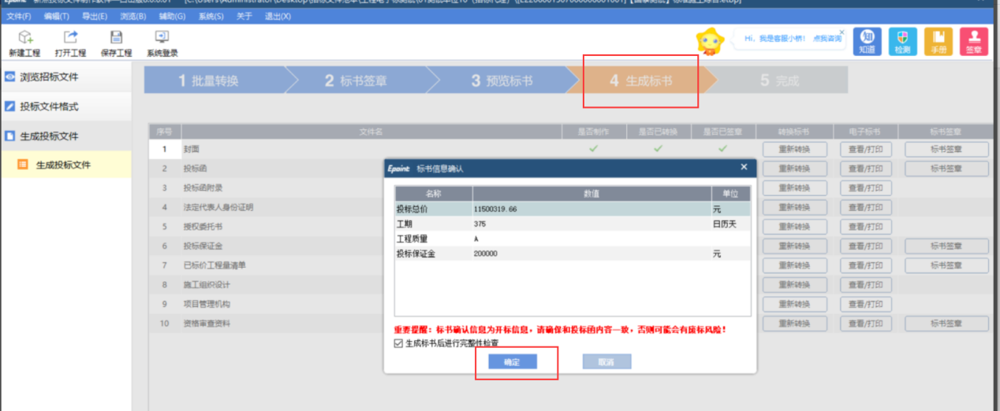 文件(F) 编辑(T) 导出(E) 浏览(B) 辅助(G) 系统(S) 关于 退出(X)
新建工程 打开工程 保存工程 系统登录
Hi，我是客服小桥！ 点我咨询
知 知道 检测 手册 签章
浏览招标文件
投标文件格式
生成投标文件
生成投标文件
1 批量转换 2 标书签章 3 预览标书 4 生成标书 5 完成
序号 文件名 是否制作 是否已转换 是否已签章 转换标书 电子标书 标书签章
1 封面 重新转换 查看/打印 标书签章
2 投标函 重新转换 查看/打印 标书签章
3 投标函附录 重新转换 查看/打印
4 法定代表人身份证明 重新转换 查看/打印
5 授权委托书 重新转换 查看/打印
6 投标保证金 重新转换 查看/打印 标书签章
7 已标价工程量清单 重新转换 查看/打印 标书签章
8 施工组织设计 重新转换 查看/打印
9 项目管理机构 重新转换 查看/打印
10 资格审查资料 重新转换 查看/打印 标书签章
Epoint 标书信息确认
名称 数值 单位
投标总价 11500319.66 元
工期 375 日历天
工程质量 A
投标保证金 200000 元
重要提醒：标书确认信息为开标信息，请确保和投标函内容一致，否则可能会有废标风险！
生成标书后进行完整性检查
确定 取消